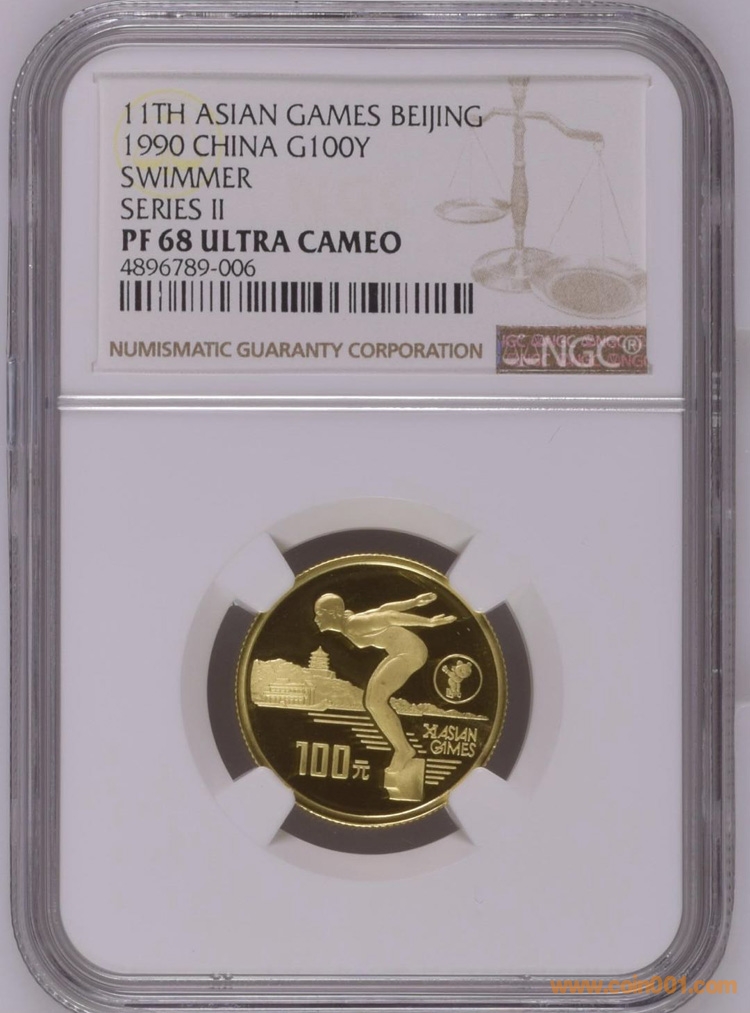 11TH ASIAN GAMES BEIJING
1990 CHINA G100Y
SWIMMER
SERIES II
PF 68 ULTRA CAMEO
4896789-006
NUMISMATIC GUARANTY CORPORATION
NGC®
XI ASIAN
GAMES
100元
www.coin001.com